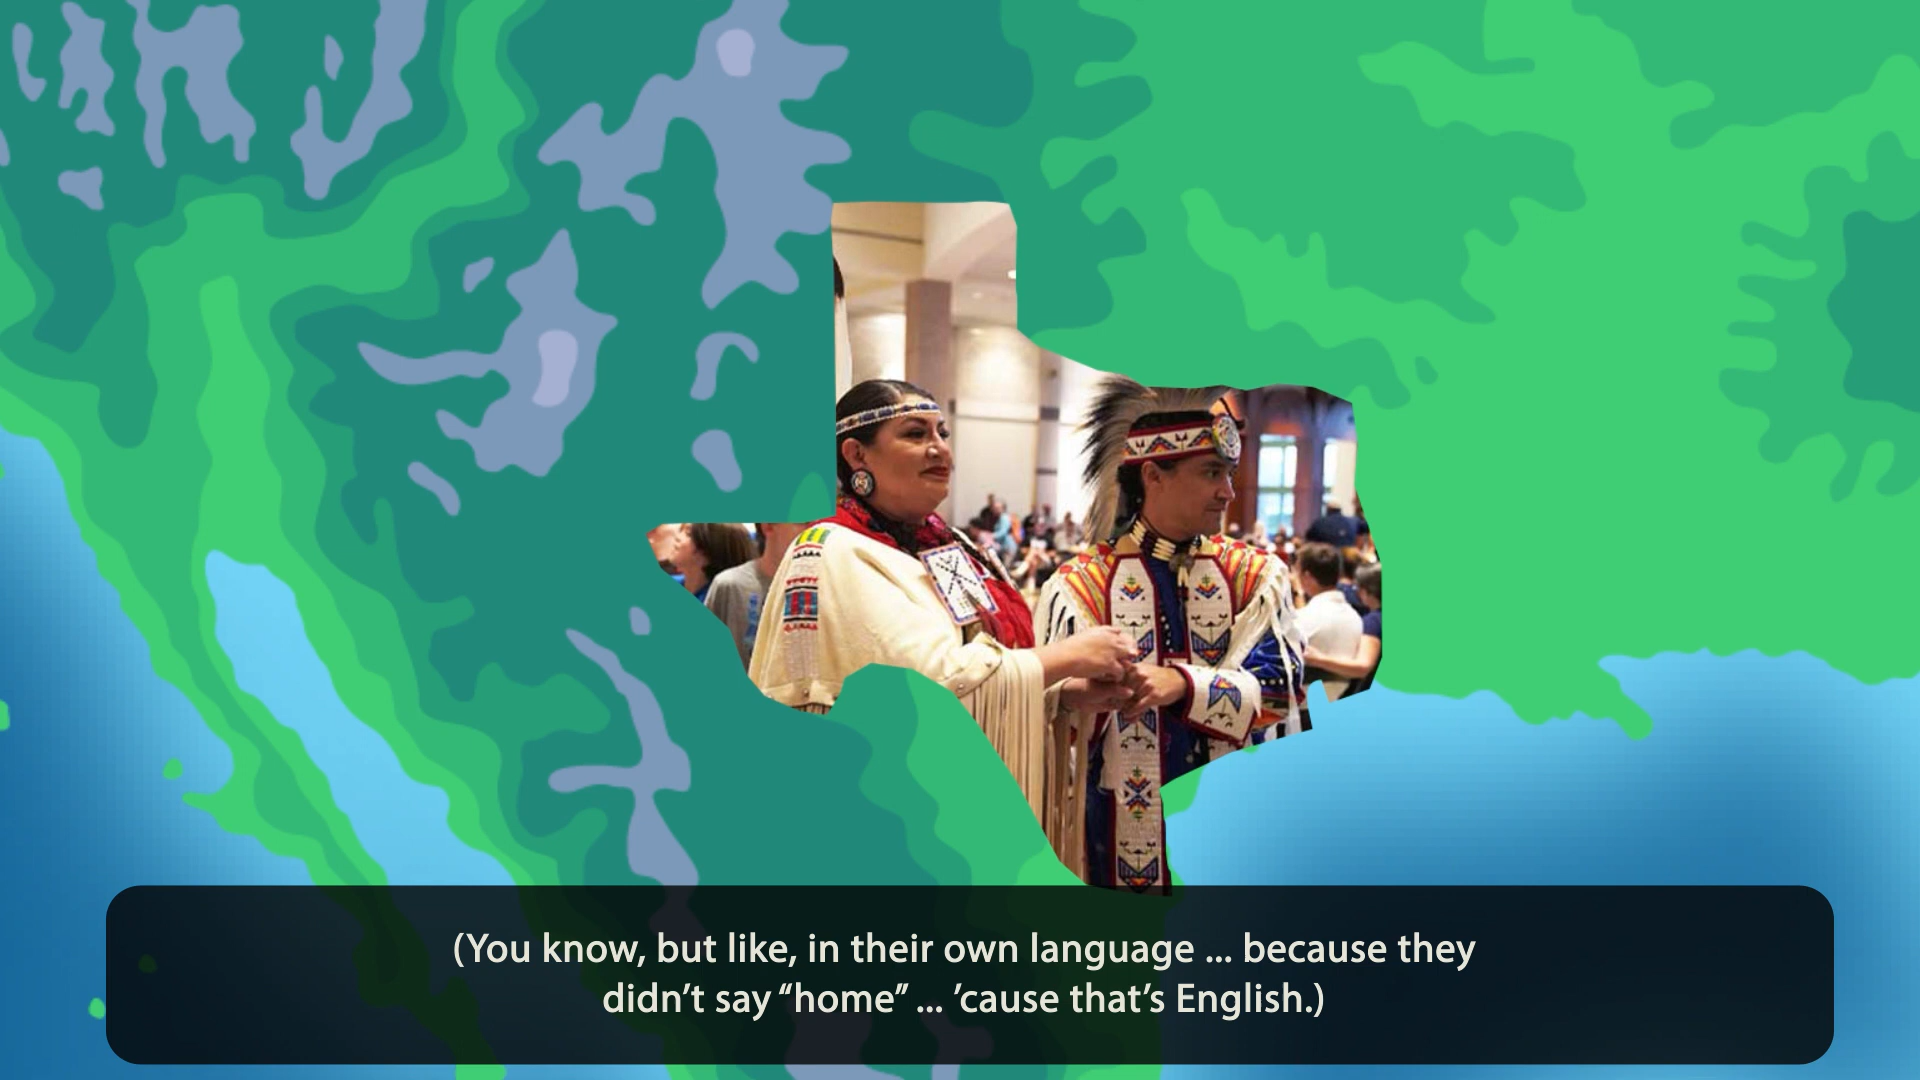 (You know, but like, in their own language ... because they
didn’t say “home” ... ’cause that’s English.)